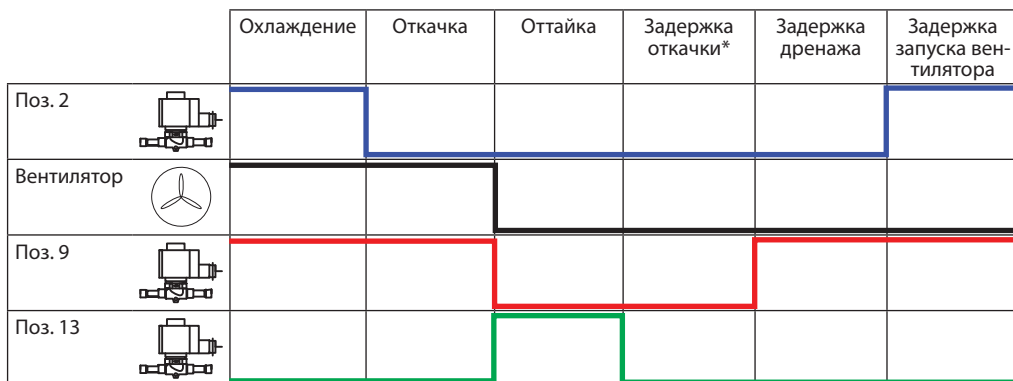 Охлаждение
Откачка
Оттайка
Задержка
откачки*
Задержка
дренажа
Задержка
запуска вен-
тилятора
Поз. 2
Вентилятор
Поз. 9
Поз. 13